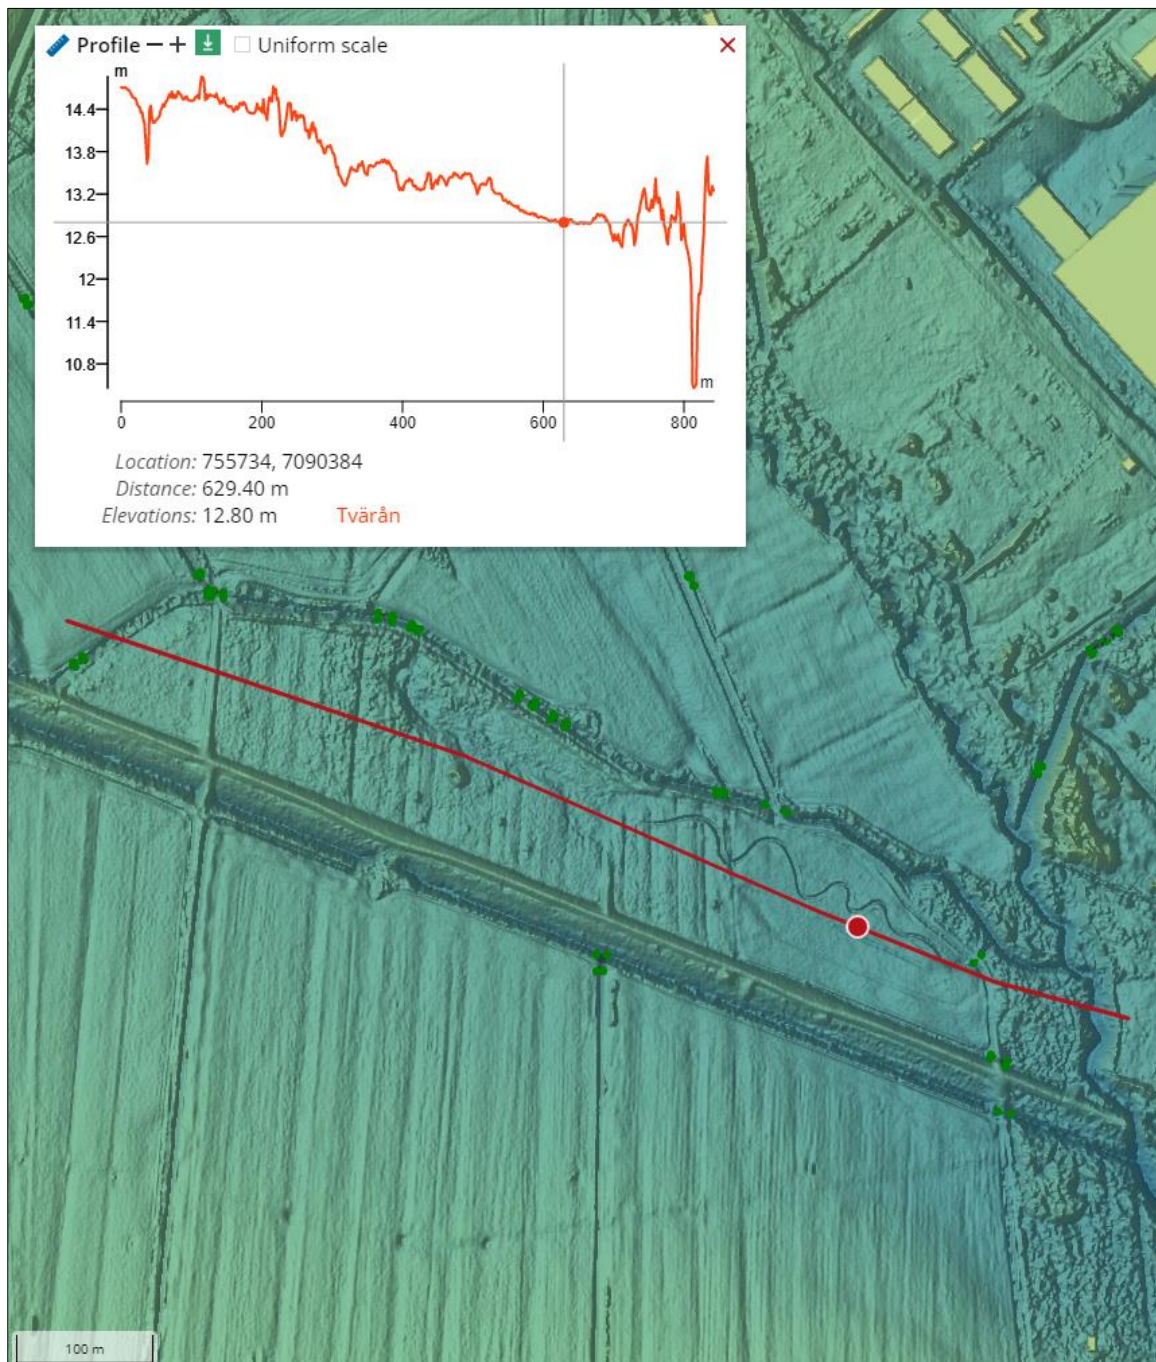 Profile Uniform scale
m
14.4
13.8
13.2
12.6
12
11.4
10.8
m
0 200 400 600 800
Location: 755734, 7090384
Distance: 629.40 m
Elevations: 12.80 m Tvärån
100 m